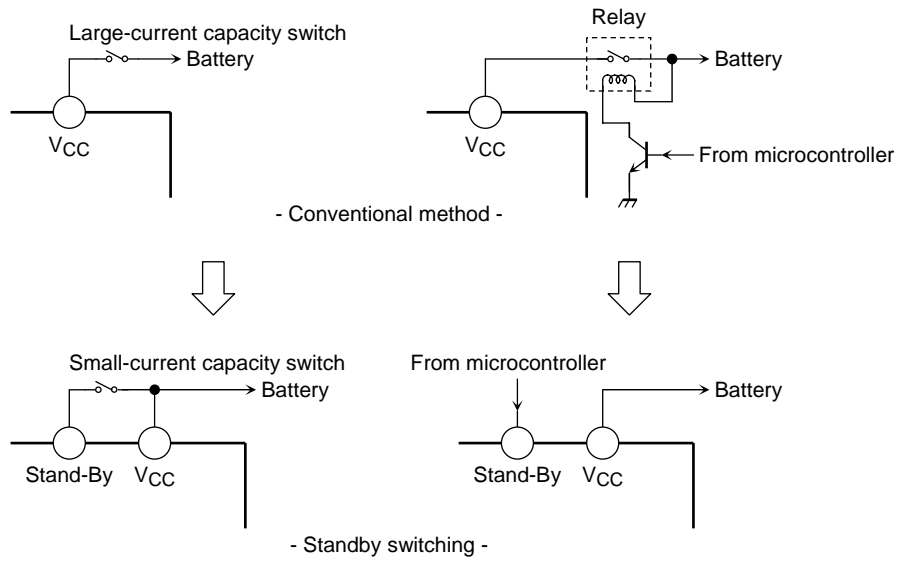 Relay
Large-current capacity switch
Battery
Battery
VCC
VCC
From microcontroller
- Conventional method -
Small-current capacity switch
From microcontroller
Battery
Battery
Stand-By
VCC
Stand-By
VCC
- Standby switching -